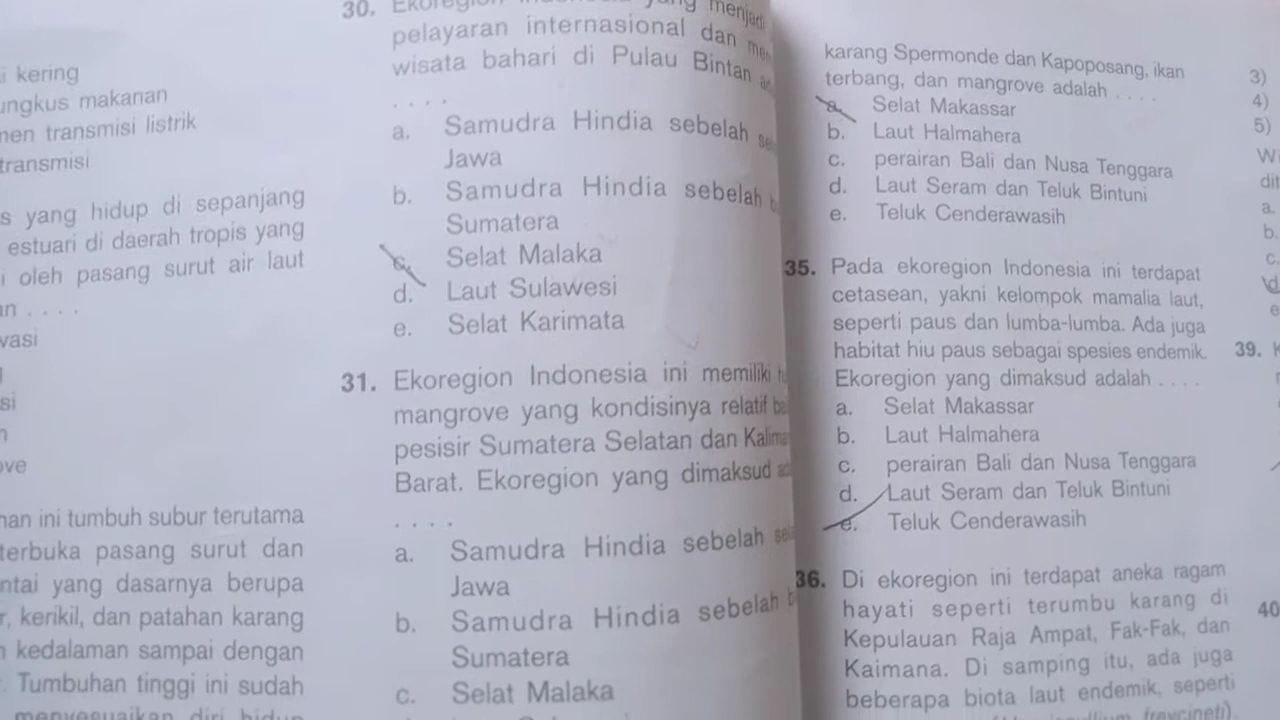 kering
makanan
transmisi listrik
transmisi
yang hidup di sepanjang
estuari di daerah tropis yang
oleh pasang surut air laut
. . . .
ini tumbuh subur terutama
terbuka pasang surut dan
yang dasarnya berupa
kerikil, dan patahan karang
kedalaman sampai dengan
. Tumbuhan tinggi ini sudah
menyesuaikan diri
30. Ekoregion yang menjadi
pelayaran internasional dan
wisata bahari di Pulau Bintan
. . . .
a. Samudra Hindia sebelah
Jawa
b. Samudra Hindia sebelah
Sumatera
c. Selat Malaka
d. Laut Sulawesi
e. Selat Karimata
31. Ekoregion Indonesia ini memiliki
mangrove yang kondisinya relatif
pesisir Sumatera Selatan dan
Barat. Ekoregion yang dimaksud
. . . .
a. Samudra Hindia sebelah
Jawa
b. Samudra Hindia sebelah
Sumatera
c. Selat Malaka
karang Spermonde dan Kapoposang, ikan
terbang, dan mangrove adalah . . . .
a. Selat Makassar
b. Laut Halmahera
c. perairan Bali dan Nusa Tenggara
d. Laut Seram dan Teluk Bintuni
e. Teluk Cenderawasih
35. Pada ekoregion Indonesia ini terdapat
cetasean, yakni kelompok mamalia laut,
seperti paus dan lumba-lumba. Ada juga
habitat hiu paus sebagai spesies endemik.
Ekoregion yang dimaksud adalah . . . .
a. Selat Makassar
b. Laut Halmahera
c. perairan Bali dan Nusa Tenggara
d. Laut Seram dan Teluk Bintuni
e. Teluk Cenderawasih
36. Di ekoregion ini terdapat aneka ragam
hayati seperti terumbu karang di
Kepulauan Raja Ampat, Fak-Fak, dan
Kaimana. Di samping itu, ada juga
beberapa biota laut endemik, seperti
3)
4)
5)
a.
b.
c.
d
e
39.
40